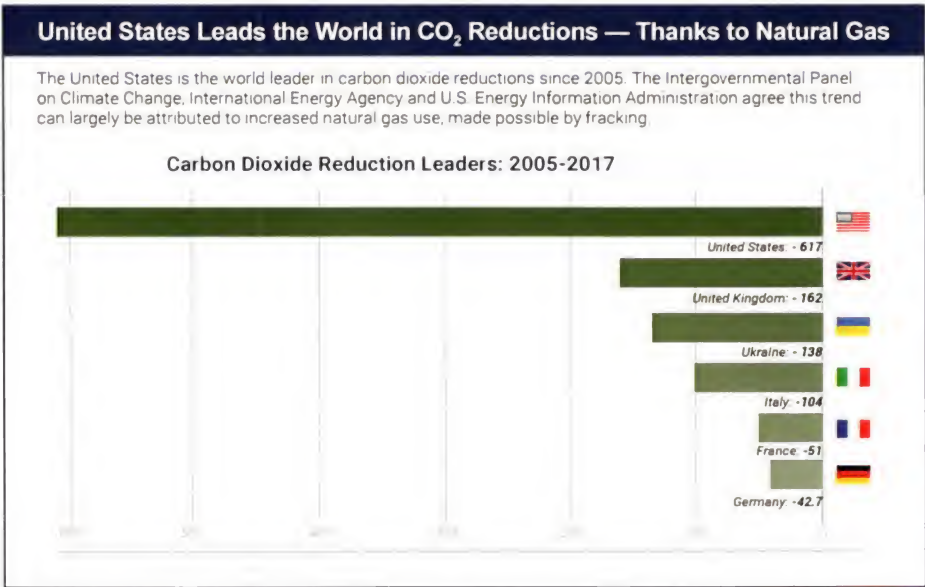 United States Leads the World in CO₂ Reductions — Thanks to Natural Gas
The United States is the world leader in carbon dioxide reductions since 2005. The Intergovernmental Panel
on Climate Change, International Energy Agency and U.S. Energy Information Administration agree this trend
can largely be attributed to increased natural gas use, made possible by fracking.
Carbon Dioxide Reduction Leaders: 2005-2017
United States: - 617
United Kingdom: - 162
Ukraine: - 138
Italy: -104
France: -51
Germany: -42.7